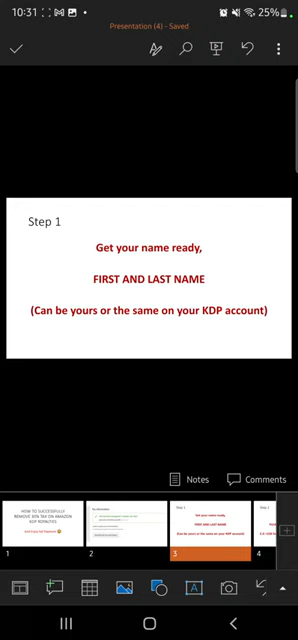 10:31
25%
Presentation (4) - Saved
Step 1
Get your name ready,
FIRST AND LAST NAME
(Can be yours or the same on your KDP account)
Notes
Comments
HOW TO SUCCESSFULLY
REMOVE 30% TAX ON AMAZON
KDP ROYALTIES
Step 1
Get your name ready,
FIRST AND LAST NAME
(Can be yours or the same on your KDP account)
Step 2
1
2
3
4